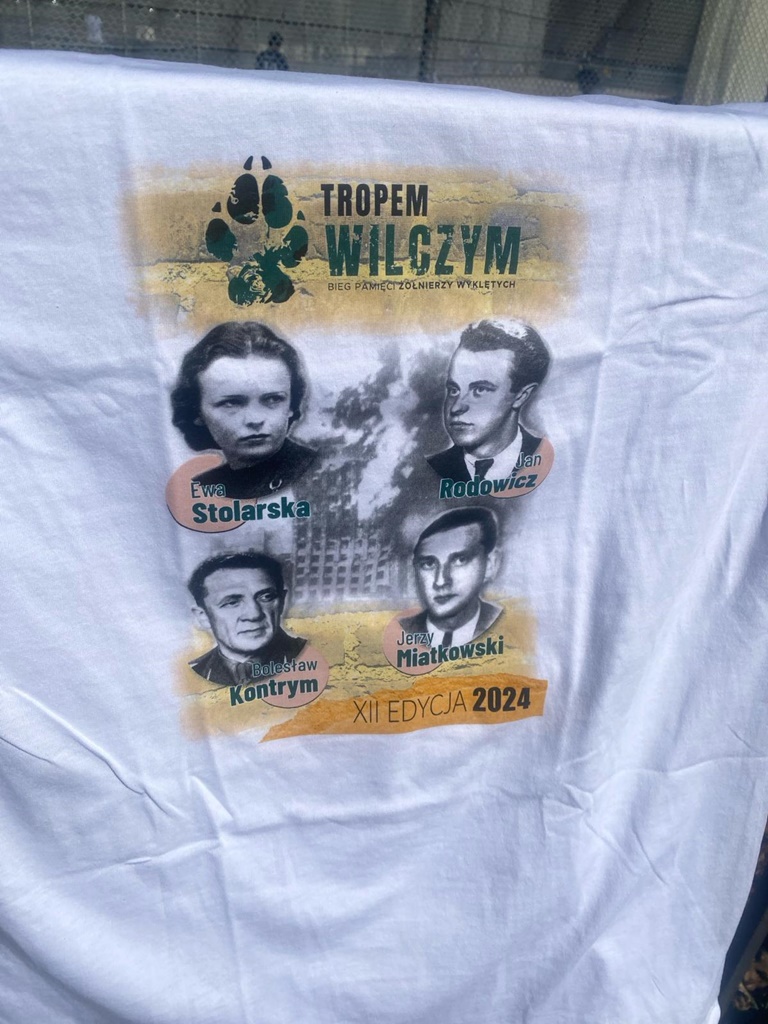 TROPEM
WILCZYM
BIEG PAMIĘCI ŻOŁNIERZY WYKLĘTYCH
Ewa
Stolarska
Jan
Rodowicz
Bolesław
Kontrym
Jerzy
Miatkowski
XII EDYCJA 2024